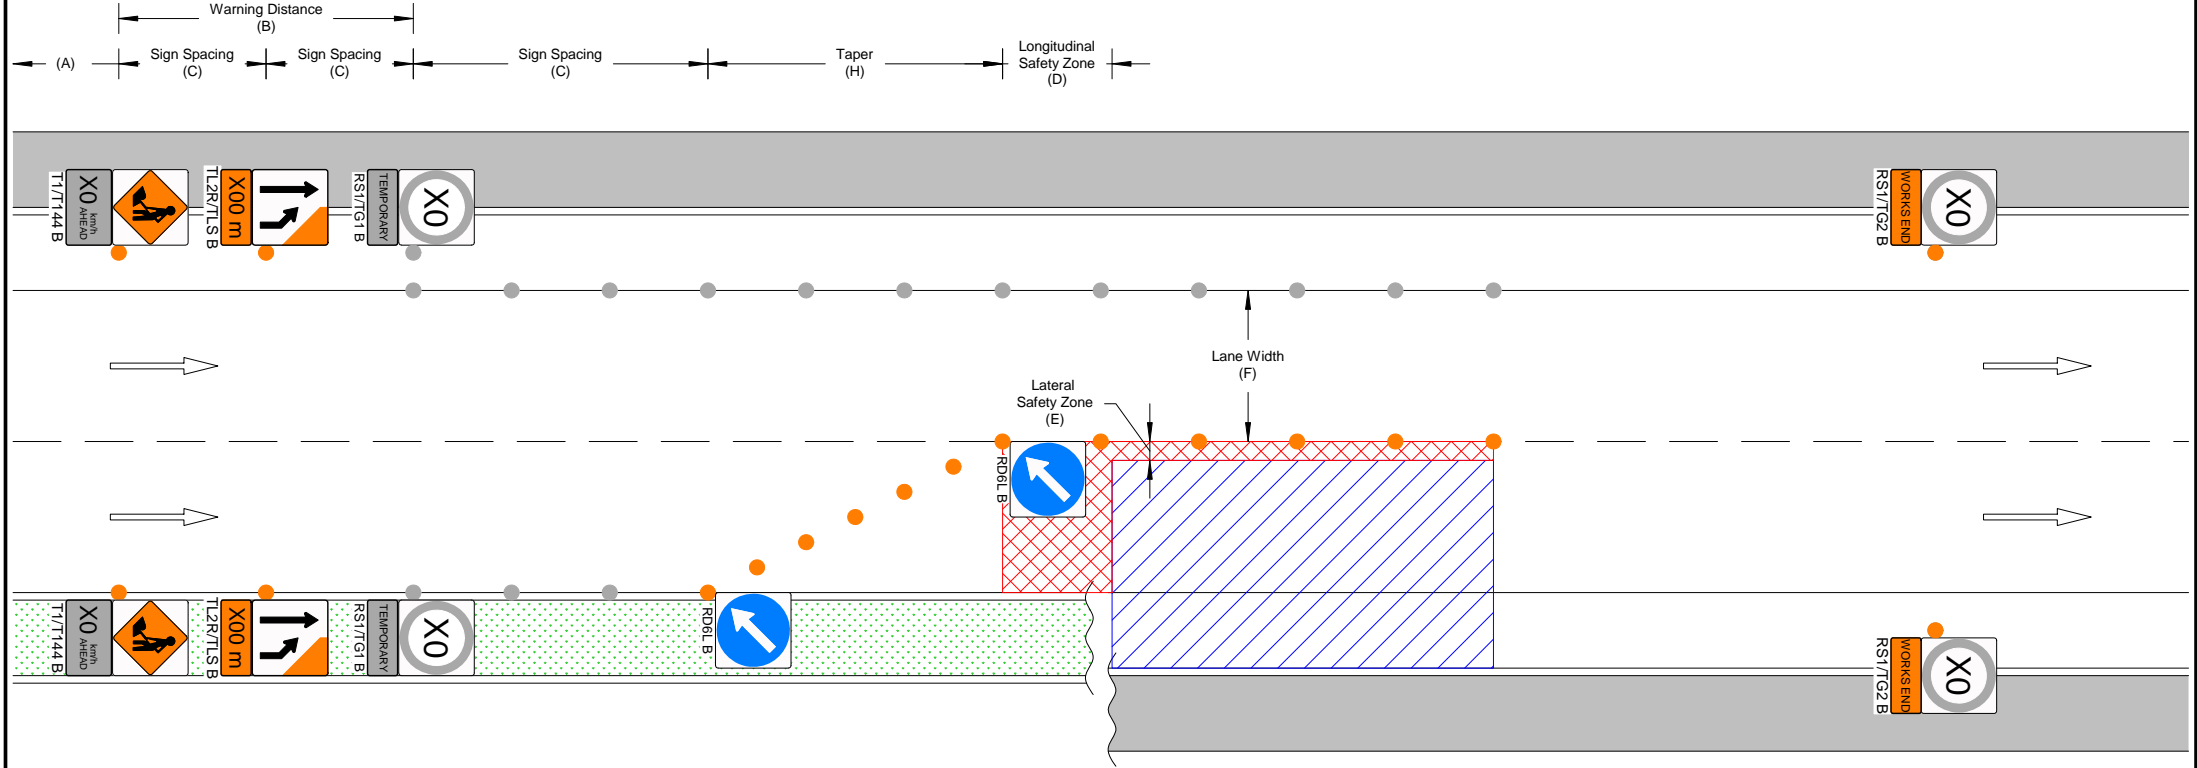 Warning Distance
(B)
(A)
Sign Spacing
(C)
Sign Spacing
(C)
Sign Spacing
(C)
Taper
(H)
Longitudinal
Safety Zone
(D)
T1/T144 B
X0 km/h
AHEAD
TL2R/TLS B
X00 m
RS1/TG1 B
TEMPORARY
X0
RS1/TG2 B
WORKS END
X0
Lane Width
(F)
Lateral
Safety Zone
(E)
RD6L B
T1/T144 B
X0 km/h
AHEAD
TL2R/TLS B
X00 m
RS1/TG1 B
TEMPORARY
X0
RD6L B
RS1/TG2 B
WORKS END
X0